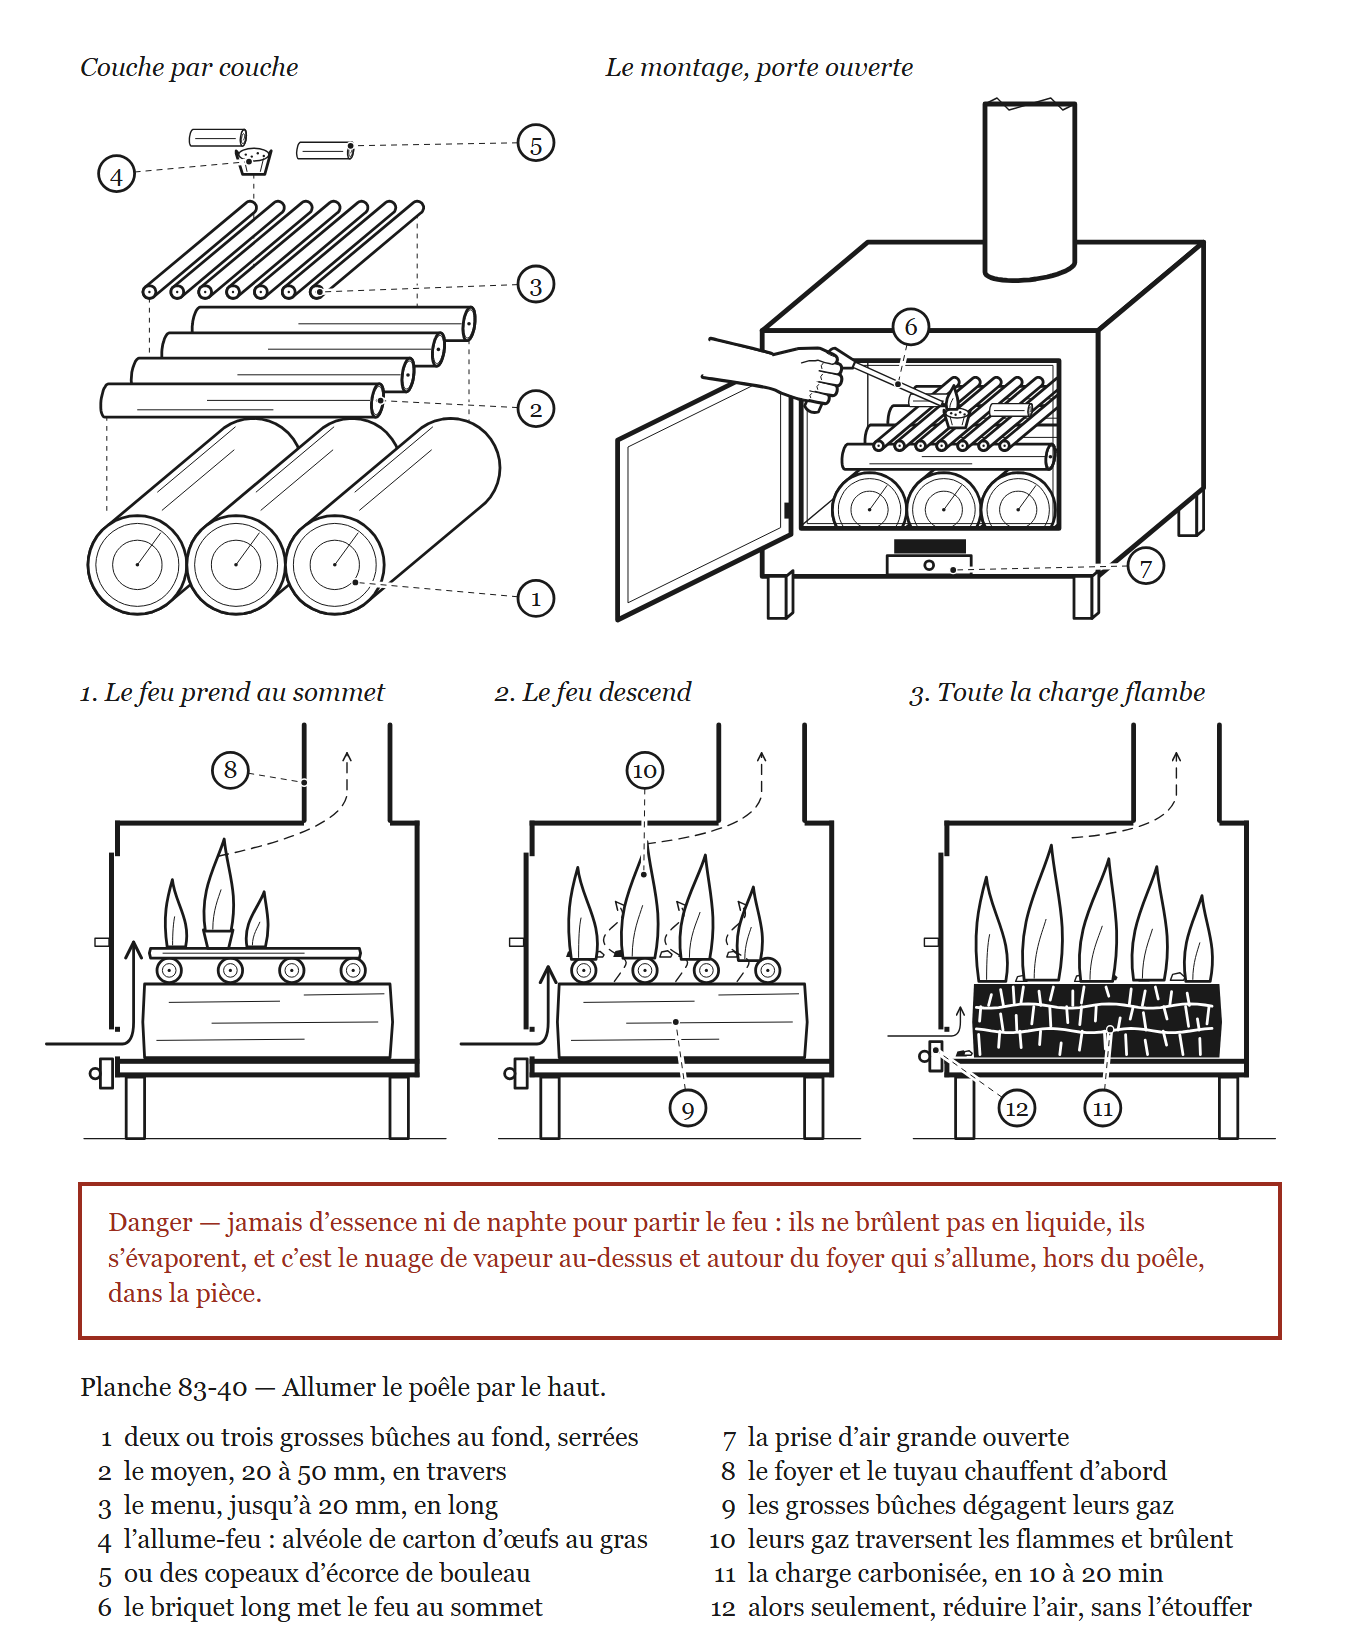 Couche par couche
Le montage, porte ouverte
5
4
3
6
2
7
1
1. Le feu prend au sommet
2. Le feu descend
3. Toute la charge flambe
8
10
9
12
11
Danger — jamais d’essence ni de naphte pour partir le feu : ils ne brûlent pas en liquide, ils
s’évaporent, et c’est le nuage de vapeur au-dessus et autour du foyer qui s’allume, hors du poêle,
dans la pièce.
Planche 83-40 — Allumer le poêle par le haut.
1 deux ou trois grosses bûches au fond, serrées
2 le moyen, 20 à 50 mm, en travers
3 le menu, jusqu’à 20 mm, en long
4 l’allume-feu : alvéole de carton d’œufs au gras
5 ou des copeaux d’écorce de bouleau
6 le briquet long met le feu au sommet
7 la prise d’air grande ouverte
8 le foyer et le tuyau chauffent d’abord
9 les grosses bûches dégagent leurs gaz
10 leurs gaz traversent les flammes et brûlent
11 la charge carbonisée, en 10 à 20 min
12 alors seulement, réduire l’air, sans l’étouffer